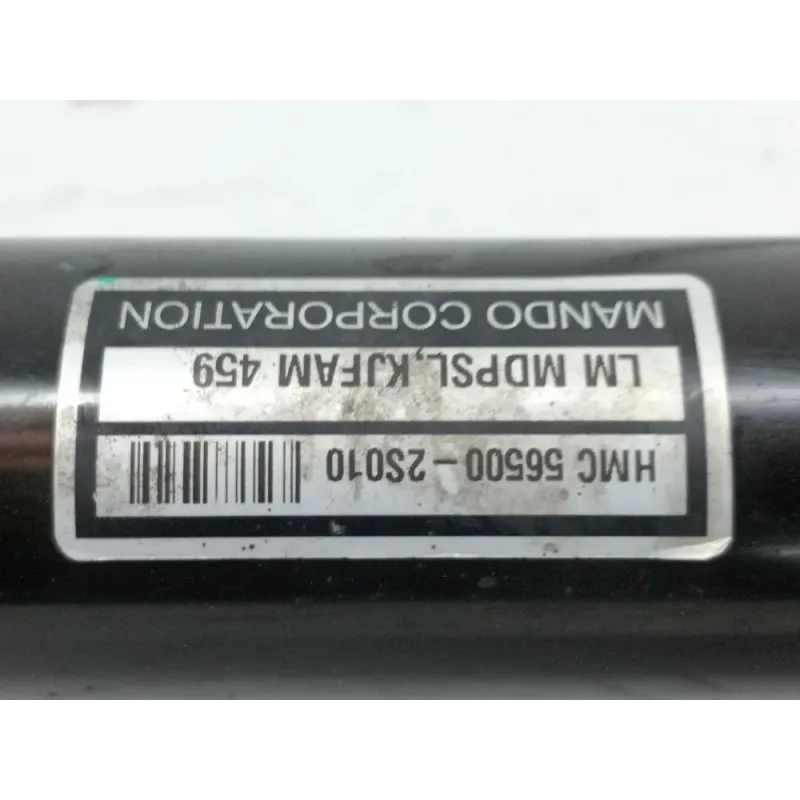 HMC 56500-2S010
LM MDPSL,KJFAM 459
MANDO CORPORATION